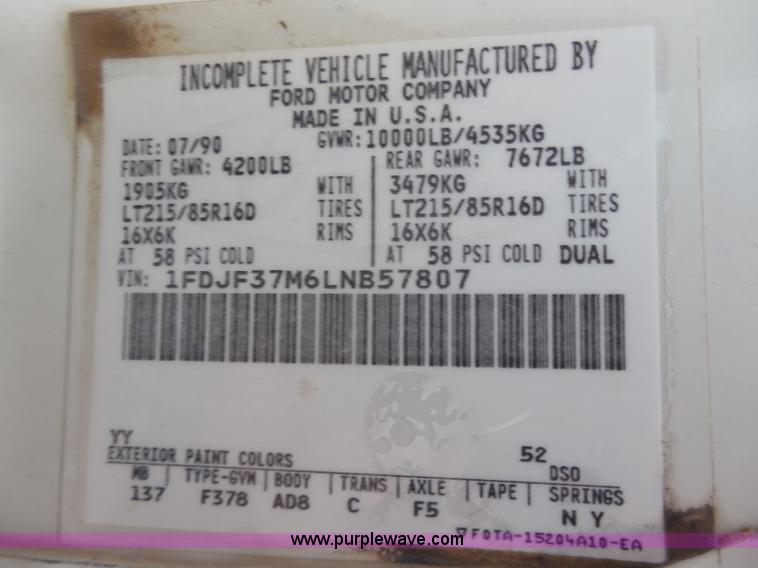 INCOMPLETE VEHICLE MANUFACTURED BY
FORD MOTOR COMPANY
MADE IN U.S.A.
DATE: 07/90 GVWR: 10000LB/4535KG
FRONT GAWR: 4200LB REAR GAWR: 7672LB
1905KG WITH 3479KG WITH
LT215/85R16D TIRES LT215/85R16D TIRES
16X6K RIMS 16X6K RIMS
AT 58 PSI COLD AT 58 PSI COLD DUAL
VIN: 1FDJF37M6LNB57807
YY
EXTERIOR PAINT COLORS 52 DSO
WB TYPE-GVW BODY TRANS AXLE TAPE SPRINGS
137 F378 AD8 C F5 N Y
F0TA-15204A10-EA
www.purplewave.com